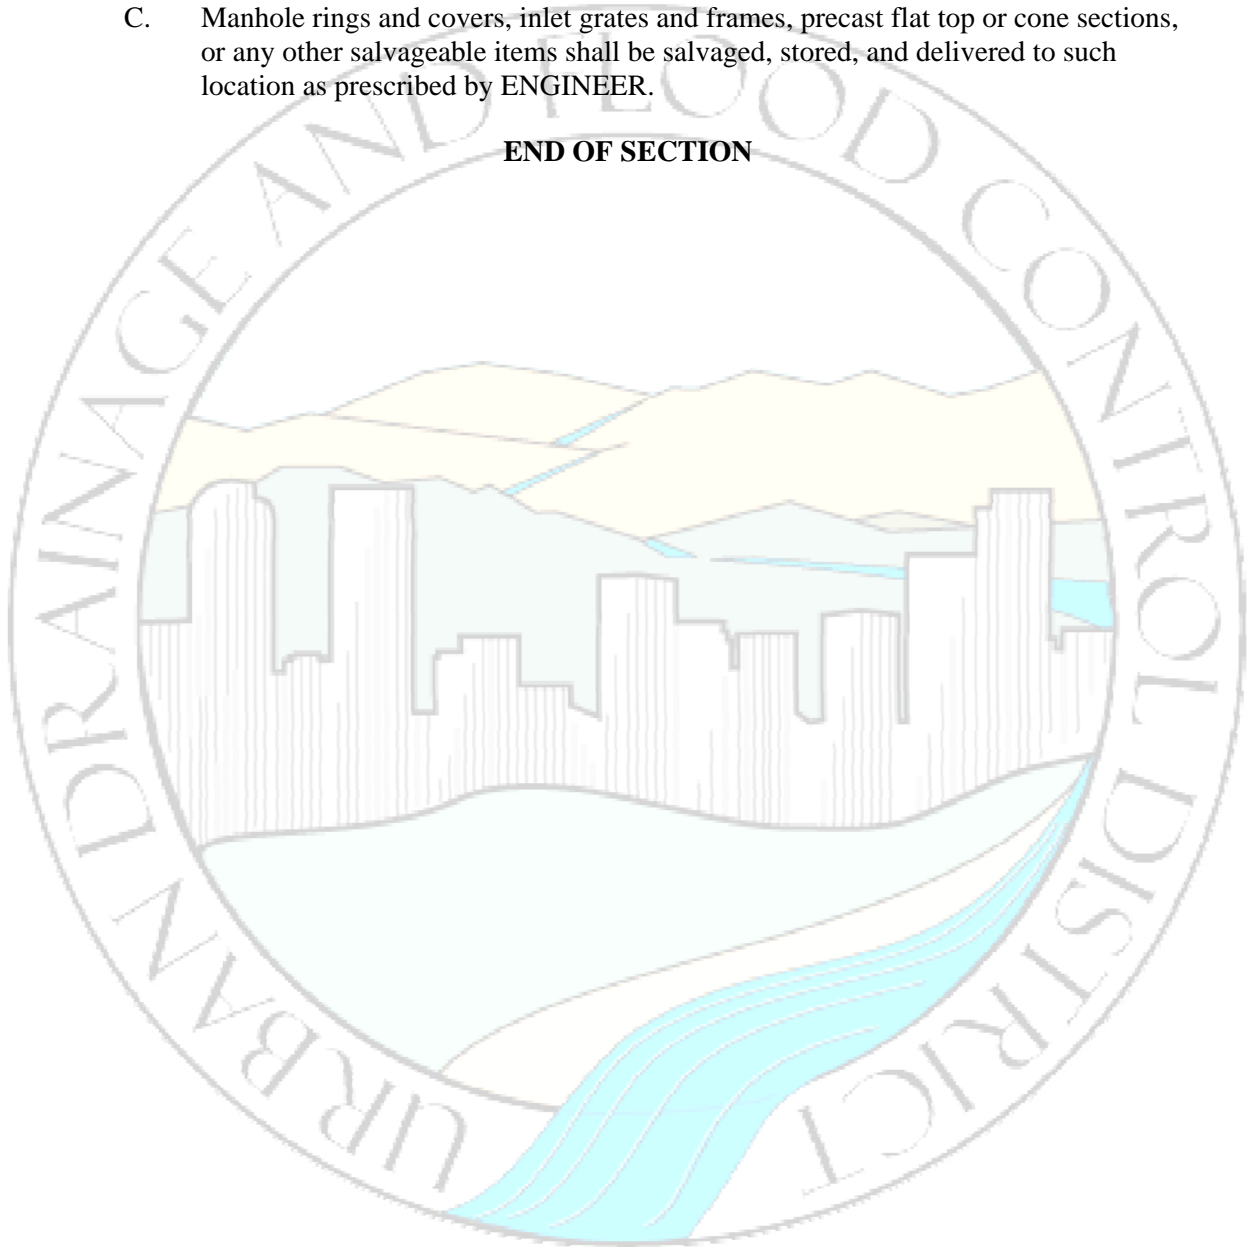 C. Manhole rings and covers, inlet grates and frames, precast flat top or cone sections,
or any other salvageable items shall be salvaged, stored, and delivered to such
location as prescribed by ENGINEER.
END OF SECTION
URBAN DRAINAGE AND FLOOD CONTROL DISTRICT